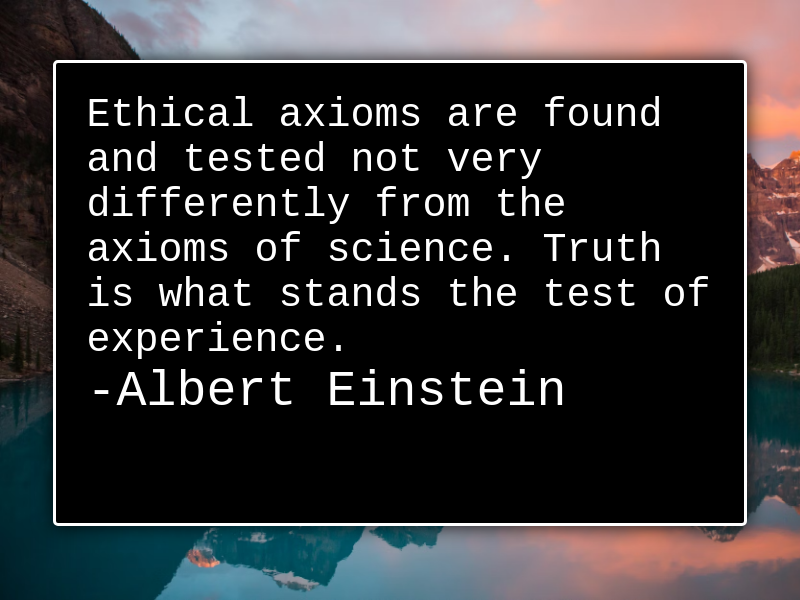 Ethical axioms are found
and tested not very
differently from the
axioms of science. Truth
is what stands the test of
experience.
-Albert Einstein